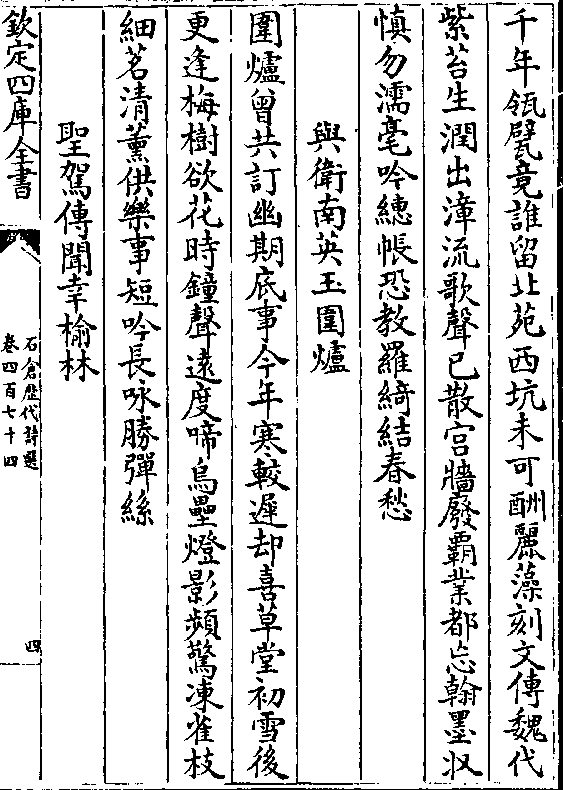 千年瓴甓竟誰留北苑西坑未可酬麗藻刻文傳魏代
紫苔生潤出漳流歌聲已散宫牆廢覇業都忘翰墨収
慎勿濡毫吟繐帳恐教羅綺結春愁
與衛南英玉圍爐
圍爐曾共訂幽期底事今年寒較遲却喜草堂初雪後
更逢梅樹欲花時鐘聲遠度啼烏壘燈影頻驚凍雀枝
細茗清薰供樂事短吟長咏勝彈絲
聖駕傳聞幸榆林
欽定四庫全書
石倉歴代詩選
卷四百七十四
四